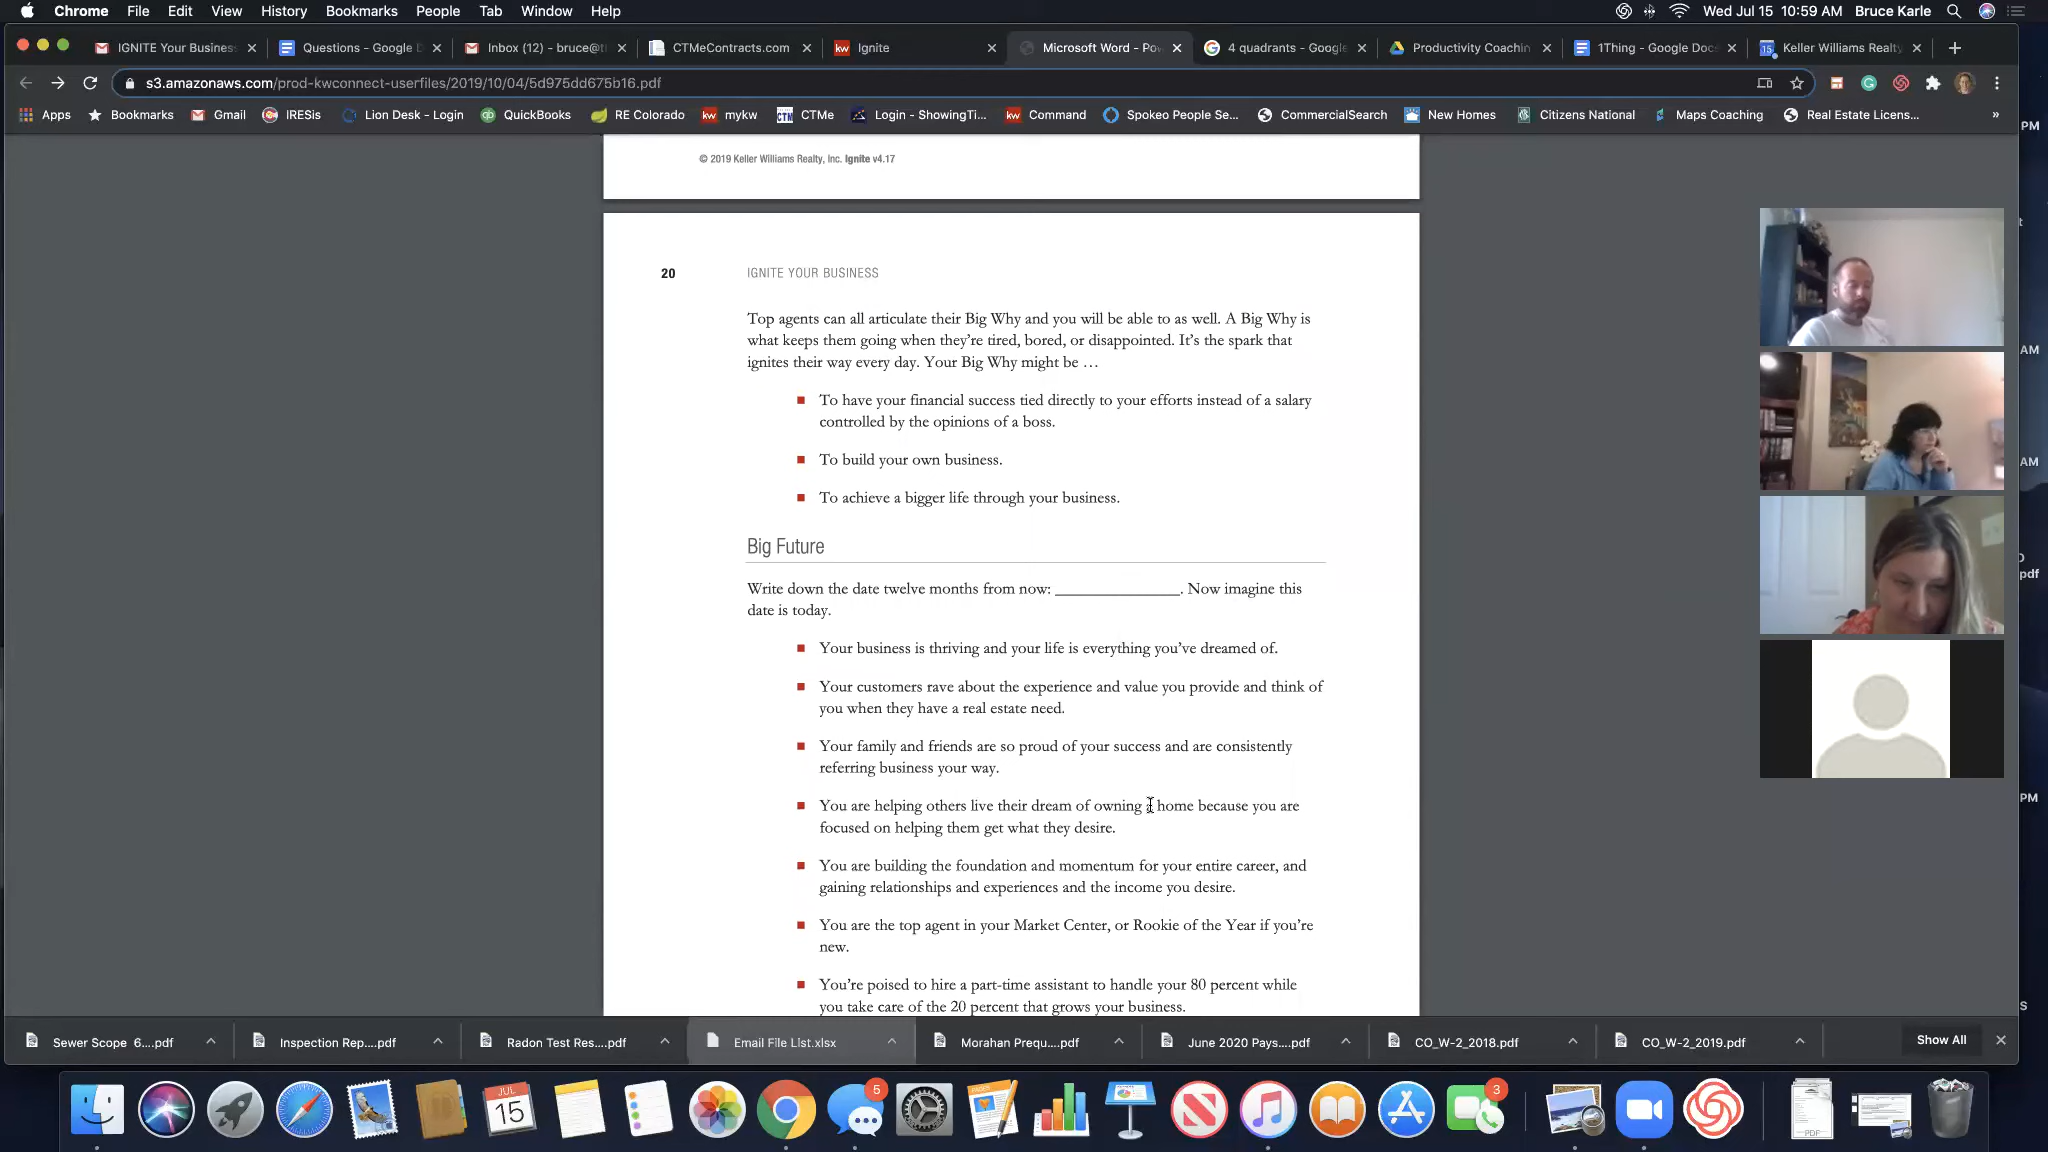 Chrome File Edit View History Bookmarks People Tab Window Help
Wed Jul 15 10:59 AM Bruce Karle
IGNITE Your Business
Questions - Google D
Inbox (12) - bruce@t
CTMeContracts.com
Ignite
Microsoft Word - Pow
4 quadrants - Google
Productivity Coachin
1Thing - Google Docs
Keller Williams Realty
s3.amazonaws.com/prod-kwconnect-userfiles/2019/10/04/5d975dd675b16.pdf
Apps Bookmarks Gmail IRESis Lion Desk - Login QuickBooks RE Colorado mykw CTMe Login - ShowingTi... Command Spokeo People Se... CommercialSearch New Homes Citizens National Maps Coaching Real Estate Licens... »
© 2019 Keller Williams Realty, Inc. Ignite v4.17
20 IGNITE YOUR BUSINESS
Top agents can all articulate their Big Why and you will be able to as well. A Big Why is
what keeps them going when they're tired, bored, or disappointed. It's the spark that
ignites their way every day. Your Big Why might be …
To have your financial success tied directly to your efforts instead of a salary
controlled by the opinions of a boss.
To build your own business.
To achieve a bigger life through your business.
Big Future
Write down the date twelve months from now: _______________. Now imagine this
date is today.
Your business is thriving and your life is everything you've dreamed of.
Your customers rave about the experience and value you provide and think of
you when they have a real estate need.
Your family and friends are so proud of your success and are consistently
referring business your way.
You are helping others live their dream of owning a home because you are
focused on helping them get what they desire.
You are building the foundation and momentum for your entire career, and
gaining relationships and experiences and the income you desire.
You are the top agent in your Market Center, or Rookie of the Year if you're
new.
You're poised to hire a part-time assistant to handle your 80 percent while
you take care of the 20 percent that grows your business.
PM
AM
AM
pdf
PM
Sewer Scope 6....pdf
Inspection Rep....pdf
Radon Test Res....pdf
Email File LIst.xlsx
Morahan Prequ....pdf
June 2020 Pays....pdf
CO_W-2_2018.pdf
CO_W-2_2019.pdf
Show All
JUL
15
5
3
PDF